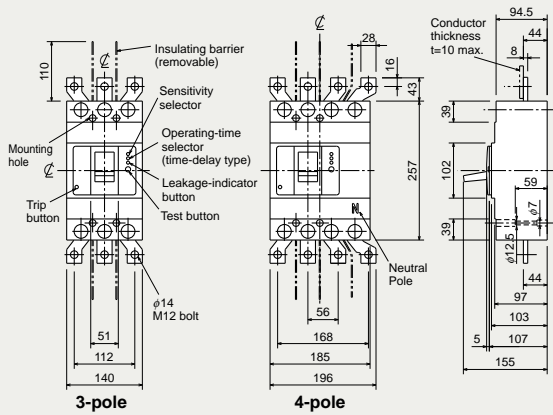 94.5
44
8
Conductor
thickness
t=10 max.
℄
28
16
43
110
℄
Insulating barrier
(removable)
Sensitivity
selector
Operating-time
selector
(time-delay type)
Leakage-indicator
button
Test button
Mounting
hole
℄
Trip
button
257
39
102
39
59
φ7
φ12.5
N
Neutral
Pole
φ14
M12 bolt
51
112
140
56
168
185
196
44
97
103
5
107
155
3-pole
4-pole